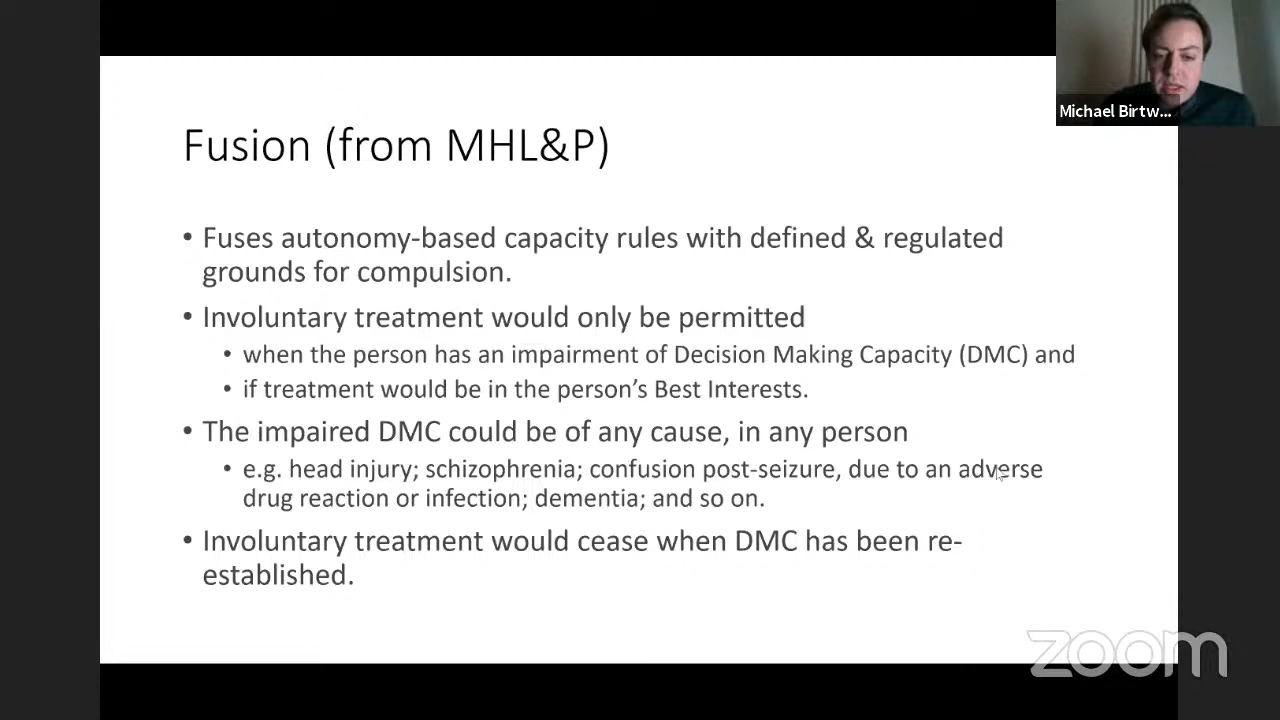 Michael Birtw...
Fusion (from MHL&P)
• Fuses autonomy-based capacity rules with defined & regulated
grounds for compulsion.
• Involuntary treatment would only be permitted
• when the person has an impairment of Decision Making Capacity (DMC) and
• if treatment would be in the person’s Best Interests.
• The impaired DMC could be of any cause, in any person
• e.g. head injury; schizophrenia; confusion post-seizure, due to an adverse
drug reaction or infection; dementia; and so on.
• Involuntary treatment would cease when DMC has been re-
established.
zoom